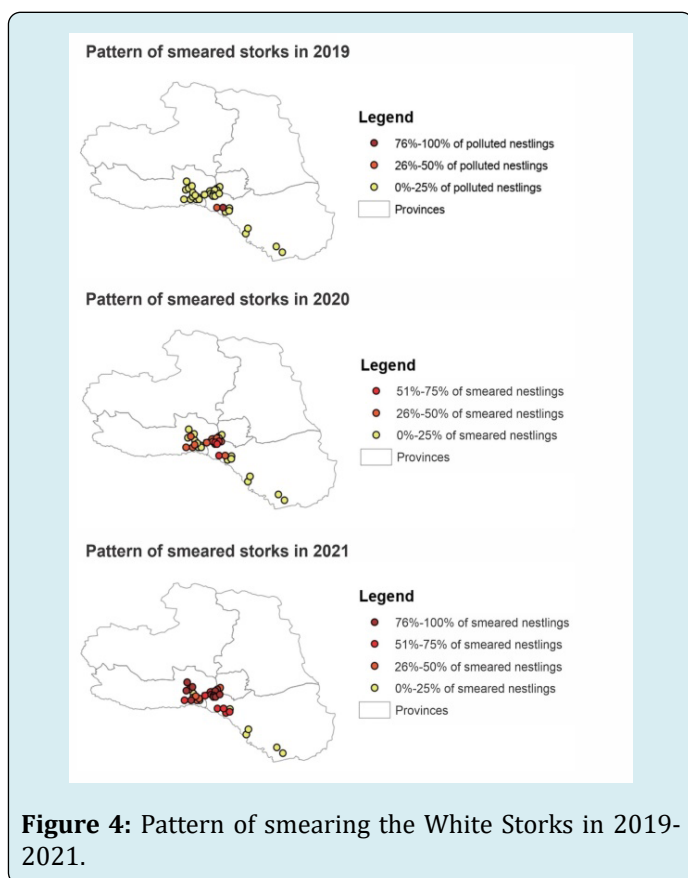 Pattern of smeared storks in 2019
Legend
76%-100% of polluted nestlings
26%-50% of polluted nestlings
0%-25% of polluted nestlings
Provinces
Pattern of smeared storks in 2020
Legend
51%-75% of smeared nestlings
26%-50% of smeared nestlings
0%-25% of smeared nestlings
Provinces
Pattern of smeared storks in 2021
Legend
76%-100% of smeared nestlings
51%-75% of smeared nestlings
26%-50% of smeared nestlings
0%-25% of smeared nestlings
Provinces
Figure 4: Pattern of smearing the White Storks in 2019-
2021.